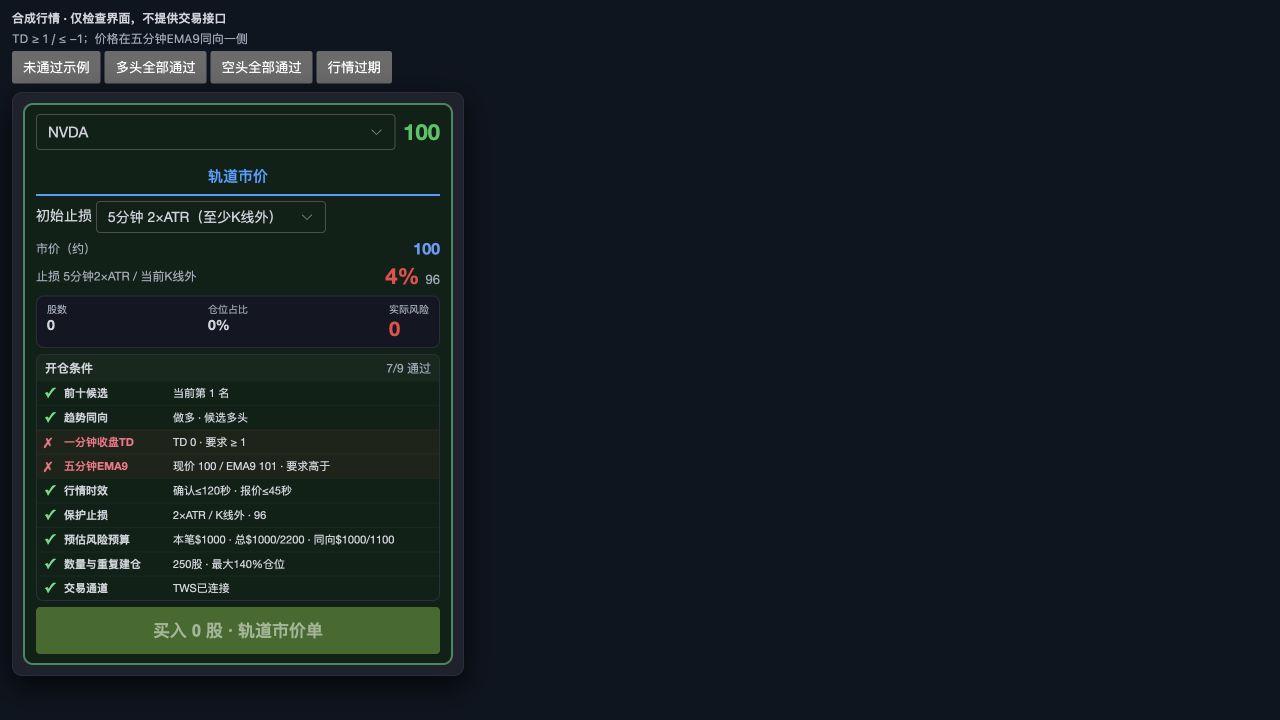 合成行情 · 仅检查界面，不提供交易接口
TD ≥ 1 / ≤ −1；价格在五分钟EMA9同向一侧
未通过示例 多头全部通过 空头全部通过 行情过期
NVDA 100
轨道市价
初始止损 5分钟 2×ATR（至少K线外）
市价（约） 100
止损 5分钟2×ATR / 当前K线外 4% 96
股数 仓位占比 实际风险
0 0% 0
开仓条件 7/9 通过
✓ 前十候选 当前第 1 名
✓ 趋势同向 做多 · 候选多头
✗ 一分钟收盘TD TD 0 · 要求 ≥ 1
✗ 五分钟EMA9 现价 100 / EMA9 101 · 要求高于
✓ 行情时效 确认≤120秒 · 报价≤45秒
✓ 保护止损 2×ATR / K线外 · 96
✓ 预估风险预算 本笔$1000 · 总$1000/2200 · 同向$1000/1100
✓ 数量与重复建仓 250股 · 最大140%仓位
✓ 交易通道 TWS已连接
买入 0 股 · 轨道市价单